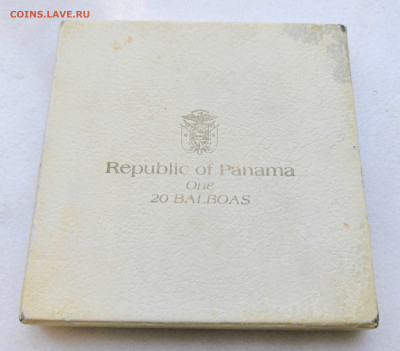 COINS.LAVE.RU
Republic of Panama
One
20 BALBOAS